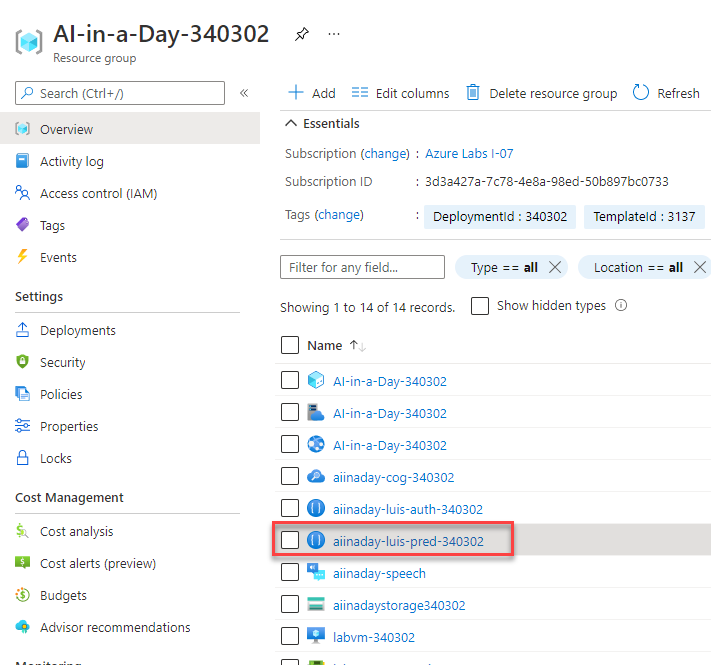 AI-in-a-Day-340302
Resource group
Search (Ctrl+/)
«
Overview
Activity log
Access control (IAM)
Tags
Events
Settings
Deployments
Security
Policies
Properties
Locks
Cost Management
Cost analysis
Cost alerts (preview)
Budgets
Advisor recommendations
Monitoring
Add
Edit columns
Delete resource group
Refresh
Essentials
Subscription (change) : Azure Labs I-07
Subscription ID : 3d3a427a-7c78-4e8a-98ed-50b897bc0733
Tags (change) : DeploymentId : 340302 TemplateId : 3137
Filter for any field... Type == all Location == all
Showing 1 to 14 of 14 records. Show hidden types
Name
AI-in-a-Day-340302
AI-in-a-Day-340302
AI-in-a-Day-340302
aiinaday-cog-340302
aiinaday-luis-auth-340302
aiinaday-luis-pred-340302
aiinaday-speech
aiinadaystorage340302
labvm-340302